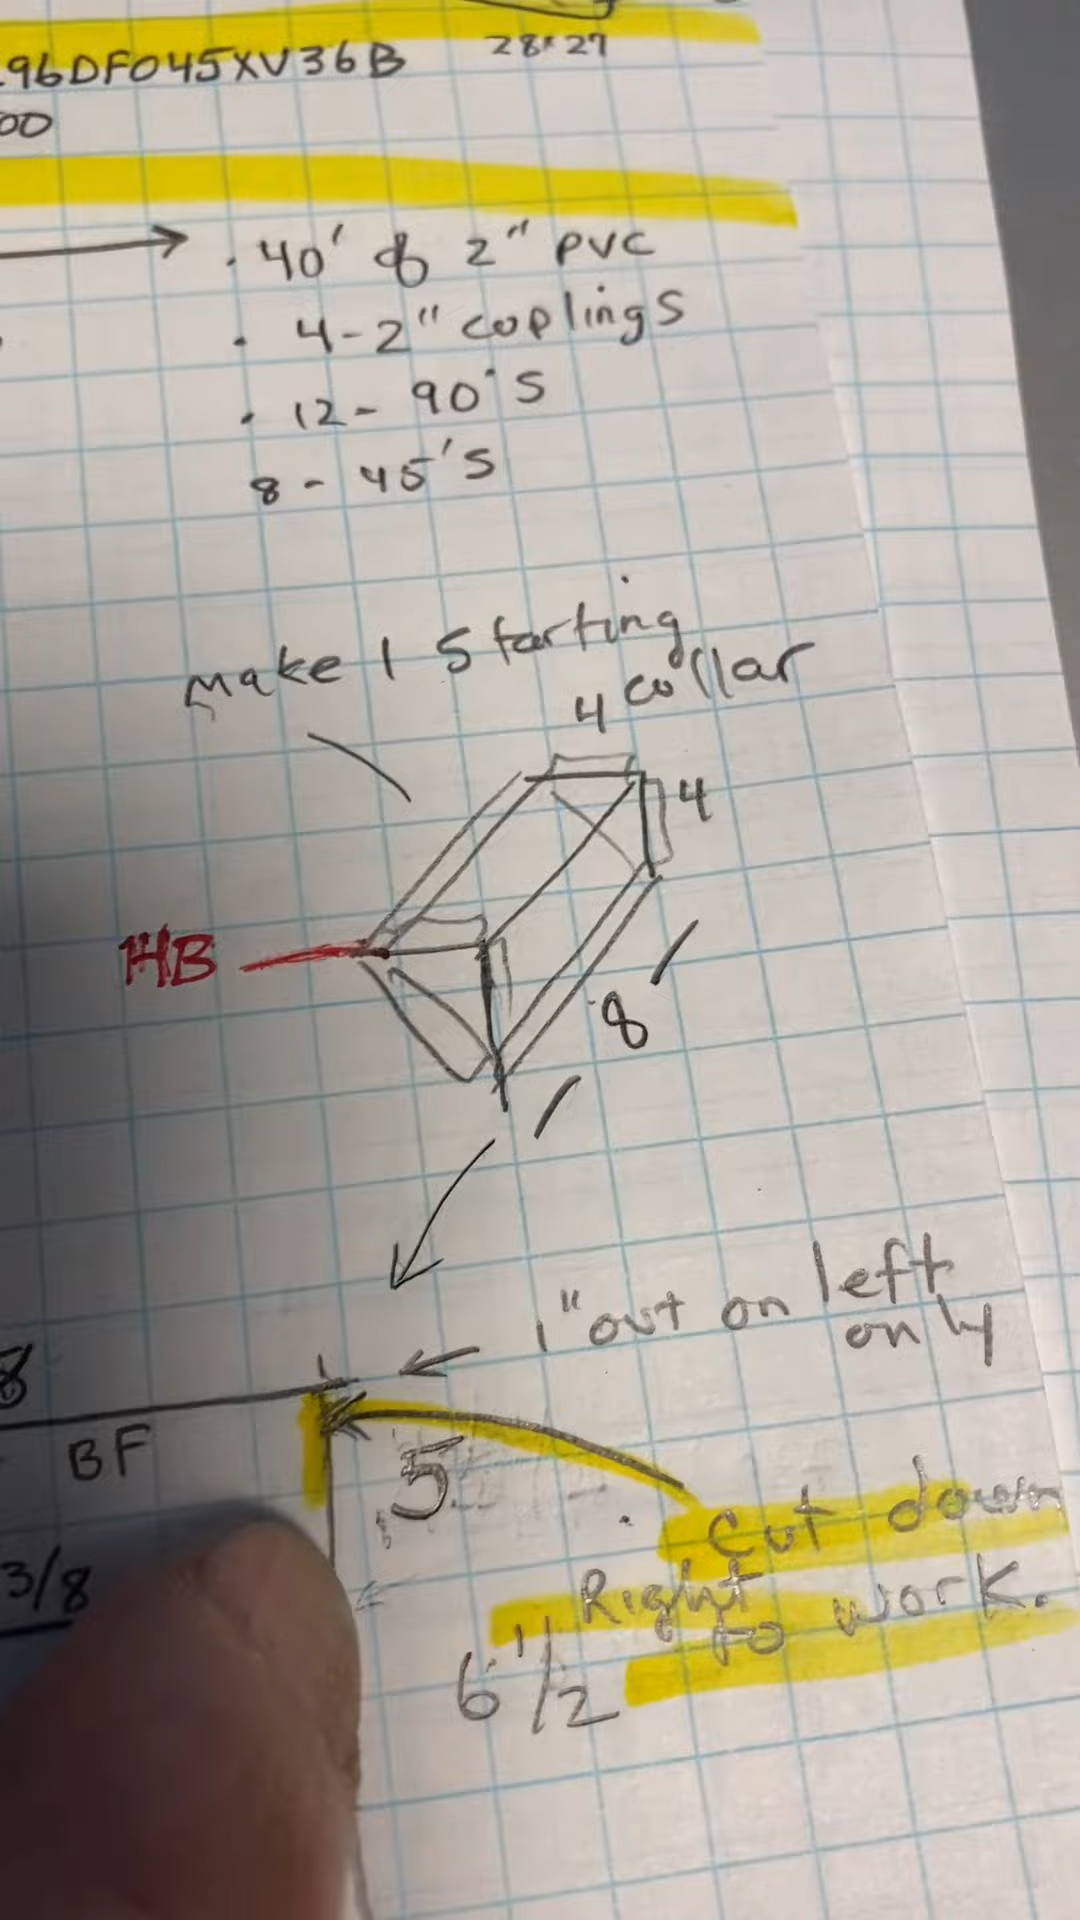 96DF045XV36B 28x27
00
• 40' of 2" PVC
• 4-2" coplings
• 12- 90°S
8 - 45'S
make 1 Starting
collar
4
4
14B
8
1" out on left
only
8
BF
5
Cut down
Right
to work.
3/8
6 1/2